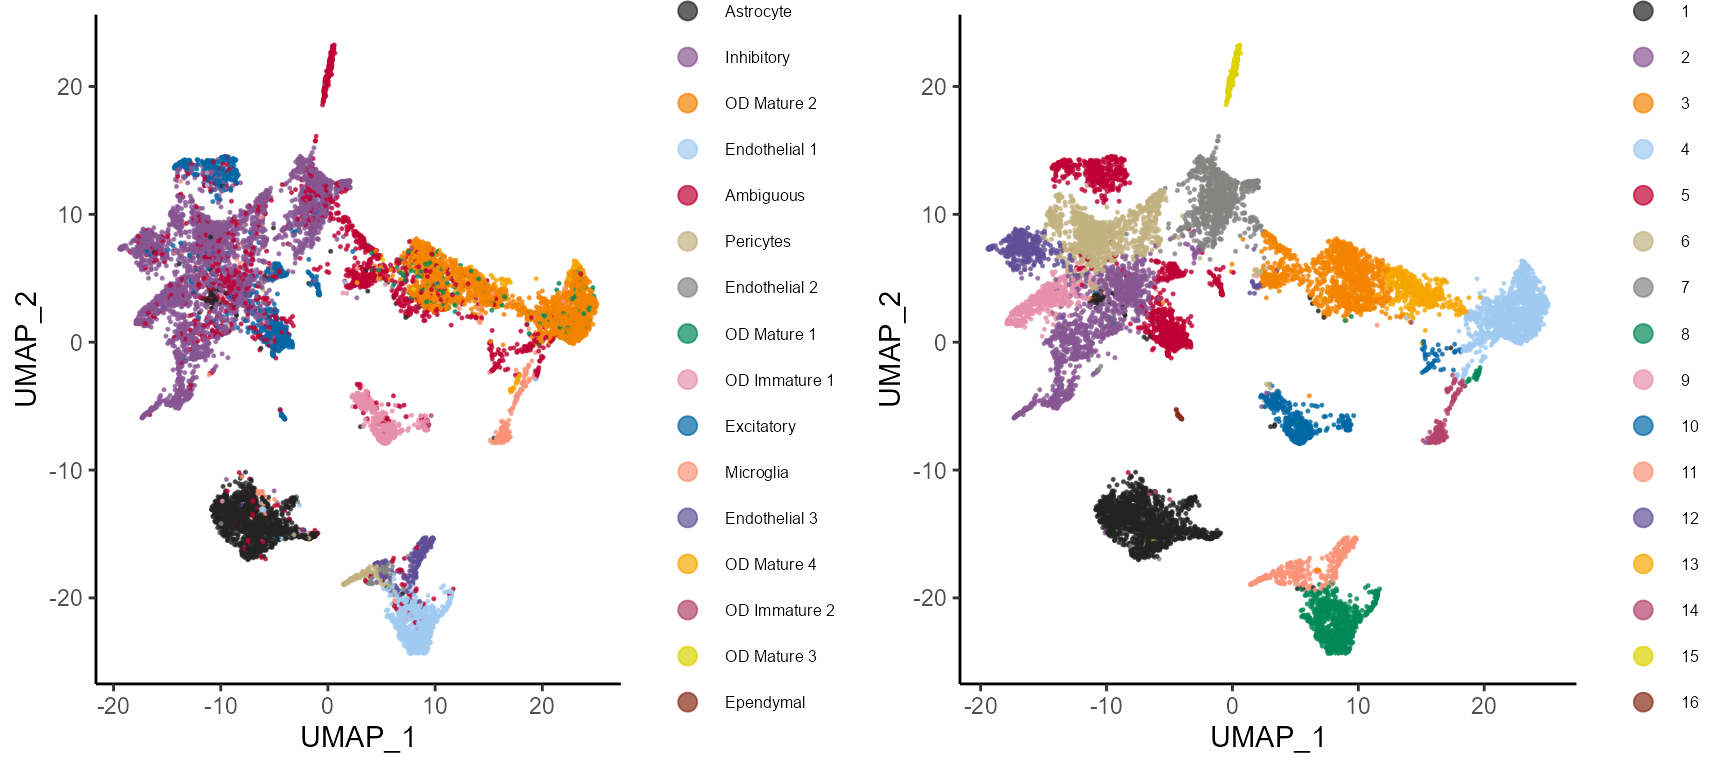 UMAP_2
20
10
0
-10
-20
-20
-10
0
10
20
UMAP_1
Astrocyte
Inhibitory
OD Mature 2
Endothelial 1
Ambiguous
Pericytes
Endothelial 2
OD Mature 1
OD Immature 1
Excitatory
Microglia
Endothelial 3
OD Mature 4
OD Immature 2
OD Mature 3
Ependymal
UMAP_2
20
10
0
-10
-20
-20
-10
0
10
20
UMAP_1
1
2
3
4
5
6
7
8
9
10
11
12
13
14
15
16